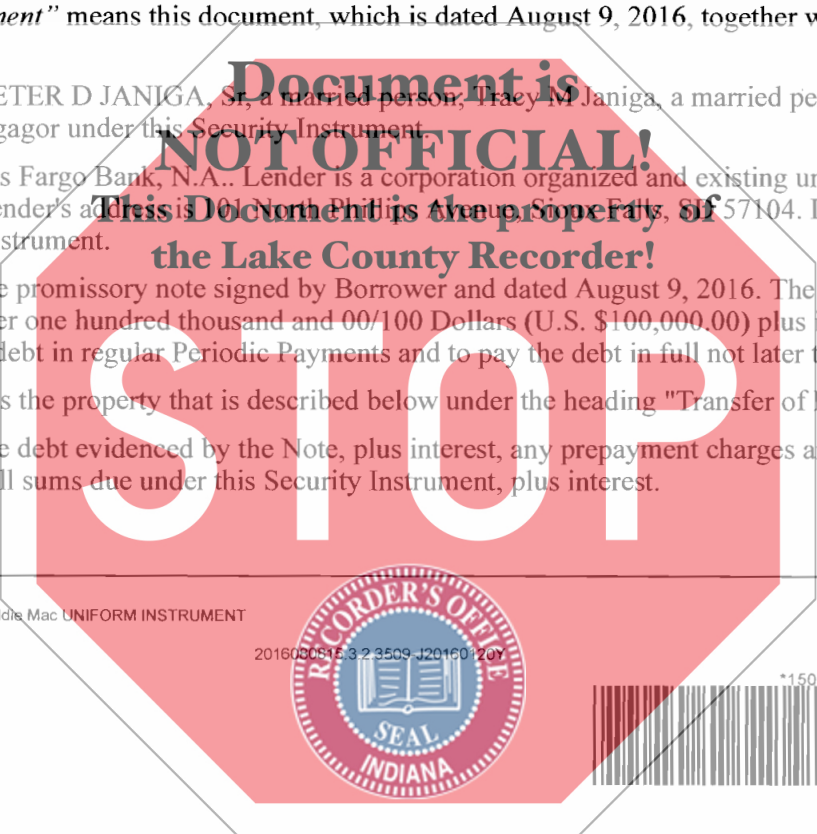 ment” means this document, which is dated August 9, 2016, together w
Document is
ETER D JANIGA, Sr, a married person, Tracy M Janiga, a married pe
gagor under this Security Instrument.
NOT OFFICIAL!
s Fargo Bank, N.A.. Lender is a corporation organized and existing un
This Document is the property of
ender's address is 101 North Phillips Avenue, Sioux Falls, SD 57104. L
strument.
the Lake County Recorder!
e promissory note signed by Borrower and dated August 9, 2016. The
er one hundred thousand and 00/100 Dollars (U.S. $100,000.00) plus i
debt in regular Periodic Payments and to pay the debt in full not later t
STOP
s the property that is described below under the heading "Transfer of
e debt evidenced by the Note, plus interest, any prepayment charges a
ll sums due under this Security Instrument, plus interest.
ddie Mac UNIFORM INSTRUMENT
RECORDER'S OFFICE
SEAL
INDIANA
*150